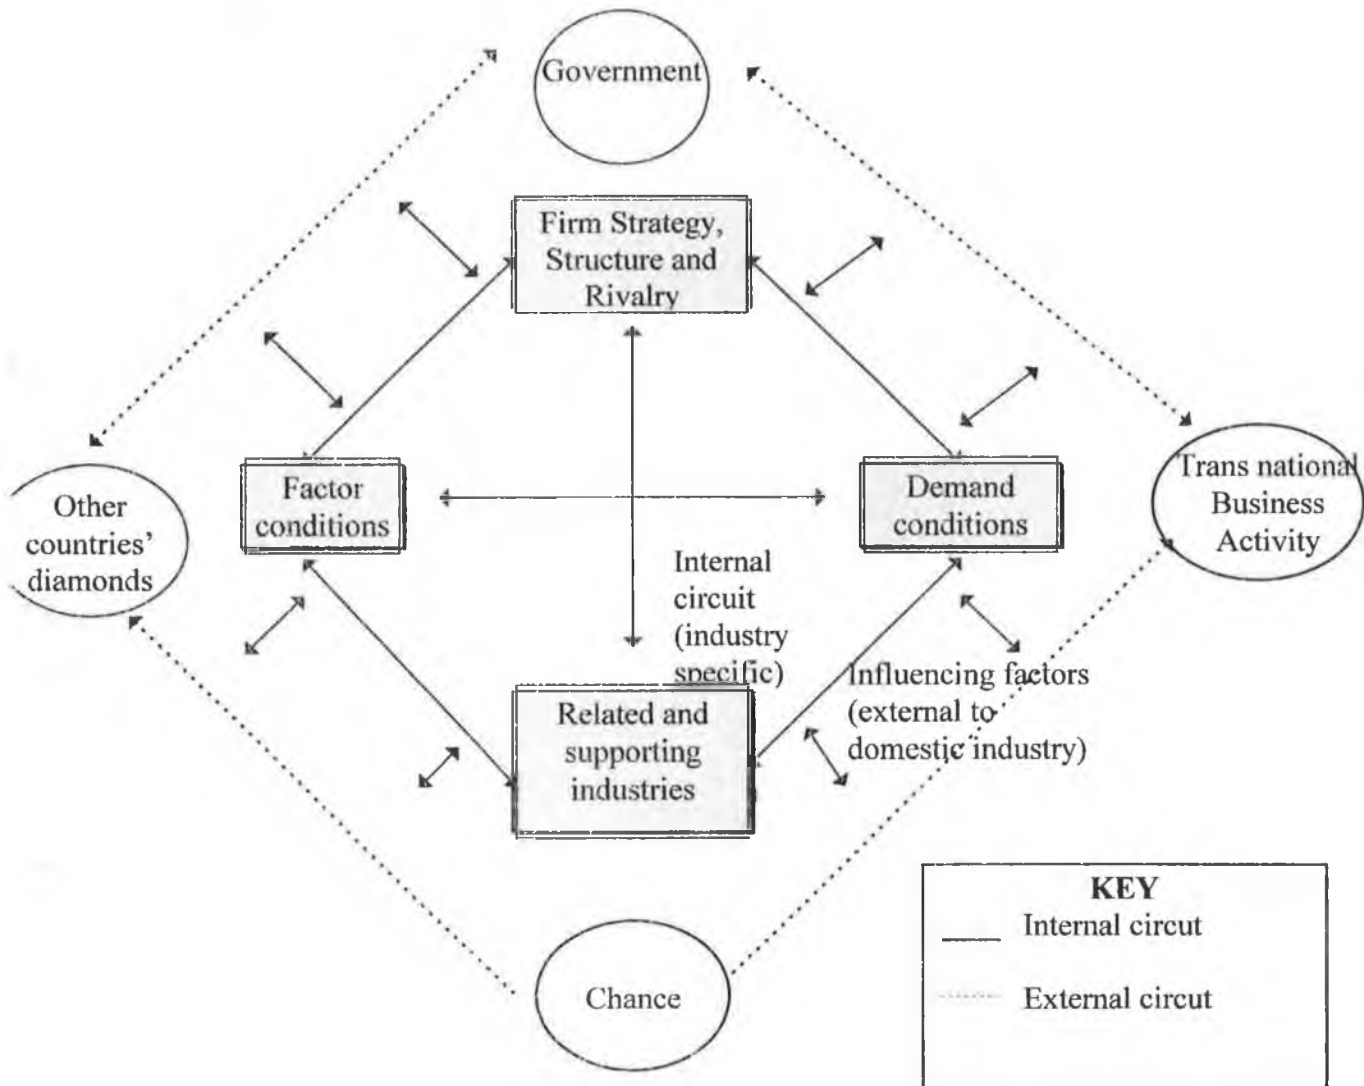 Government
Firm Strategy,
Structure and
Rivalry
Factor
conditions
Demand
conditions
Other
countries’
diamonds
Trans national
Business
Activity
Internal
circuit
(industry
specific)
Influencing factors
(external to
domestic industry)
Related and
supporting
industries
Chance
KEY
Internal circut
External circut